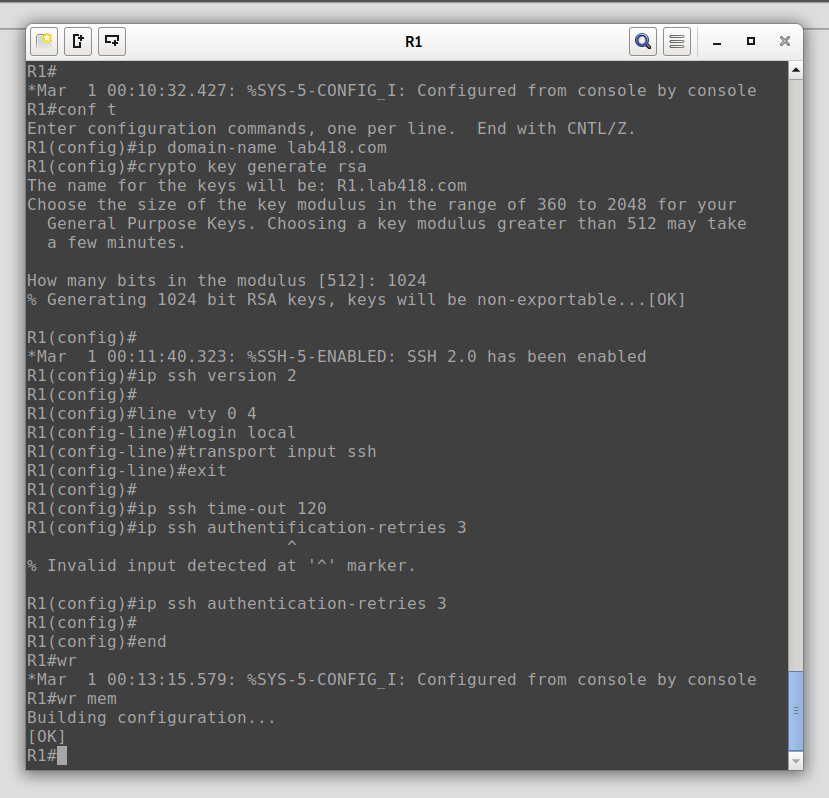 R1
R1#
*Mar  1 00:10:32.427: %SYS-5-CONFIG_I: Configured from console by console
R1#conf t
Enter configuration commands, one per line.  End with CNTL/Z.
R1(config)#ip domain-name lab418.com
R1(config)#crypto key generate rsa
The name for the keys will be: R1.lab418.com
Choose the size of the key modulus in the range of 360 to 2048 for your
  General Purpose Keys. Choosing a key modulus greater than 512 may take
  a few minutes.

How many bits in the modulus [512]: 1024
% Generating 1024 bit RSA keys, keys will be non-exportable...[OK]

R1(config)#
*Mar  1 00:11:40.323: %SSH-5-ENABLED: SSH 2.0 has been enabled
R1(config)#ip ssh version 2
R1(config)#
R1(config)#line vty 0 4
R1(config-line)#login local
R1(config-line)#transport input ssh
R1(config-line)#exit
R1(config)#
R1(config)#ip ssh time-out 120
R1(config)#ip ssh authentification-retries 3
                          ^
% Invalid input detected at '^' marker.

R1(config)#ip ssh authentication-retries 3
R1(config)#
R1(config)#end
R1#wr
*Mar  1 00:13:15.579: %SYS-5-CONFIG_I: Configured from console by console
R1#wr mem
Building configuration...
[OK]
R1#